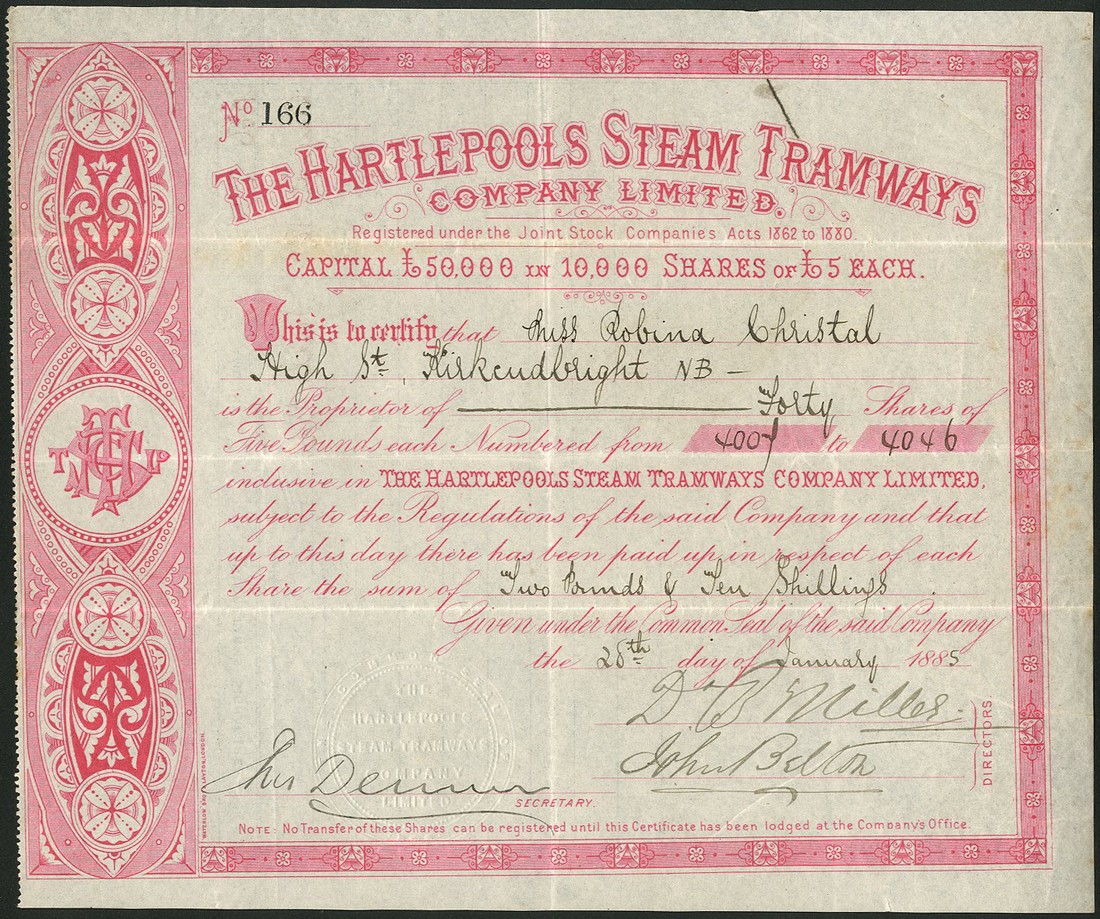 No 166
THE HARTLEPOOLS STEAM TRAMWAYS
COMPANY LIMITED.
Registered under the Joint Stock Companies Acts 1862 to 1880.
CAPITAL £50,000 IN 10,000 SHARES OF £5 EACH.
This is to certify that Miss Robina Christal
High St, Kirkcudbright NB –
is the Proprietor of Forty Shares of
Five Pounds each Numbered from 4007 to 4046
inclusive in THE HARTLEPOOLS STEAM TRAMWAYS COMPANY LIMITED,
subject to the Regulations of the said Company and that
up to this day there has been paid up in respect of each
Share the sum of Two Pounds & Ten Shillings.
Given under the Common Seal of the said Company
the 26th day of January 1885
Miller
John Belton
DIRECTORS.
COMMON SEAL
THE
HARTLEPOOLS
STEAM TRAMWAYS
COMPANY
LIMITED
SECRETARY.
NOTE: No Transfer of these Shares can be registered until this Certificate has been lodged at the Company's Office.
WATERLOW BROS & LAYTON, LONDON.